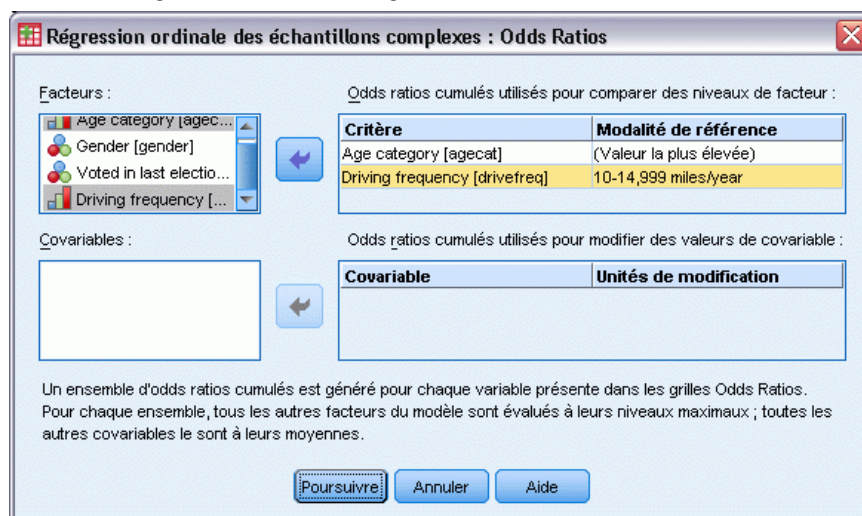 Régression ordinale des échantillons complexes : Odds Ratios
Facteurs :
Age category [agec...
Gender [gender]
Voted in last electio...
Driving frequency [...
Odds ratios cumulés utilisés pour comparer des niveaux de facteur :
Critère Modalité de référence
Age category [agecat] (Valeur la plus élevée)
Driving frequency [drivefreq] 10-14,999 miles/year
Covariables :
Odds ratios cumulés utilisés pour modifier des valeurs de covariable :
Covariable Unités de modification
Un ensemble d'odds ratios cumulés est généré pour chaque variable présente dans les grilles Odds Ratios.
Pour chaque ensemble, tous les autres facteurs du modèle sont évalués à leurs niveaux maximaux ; toutes les
autres covariables le sont à leurs moyennes.
Poursuivre Annuler Aide